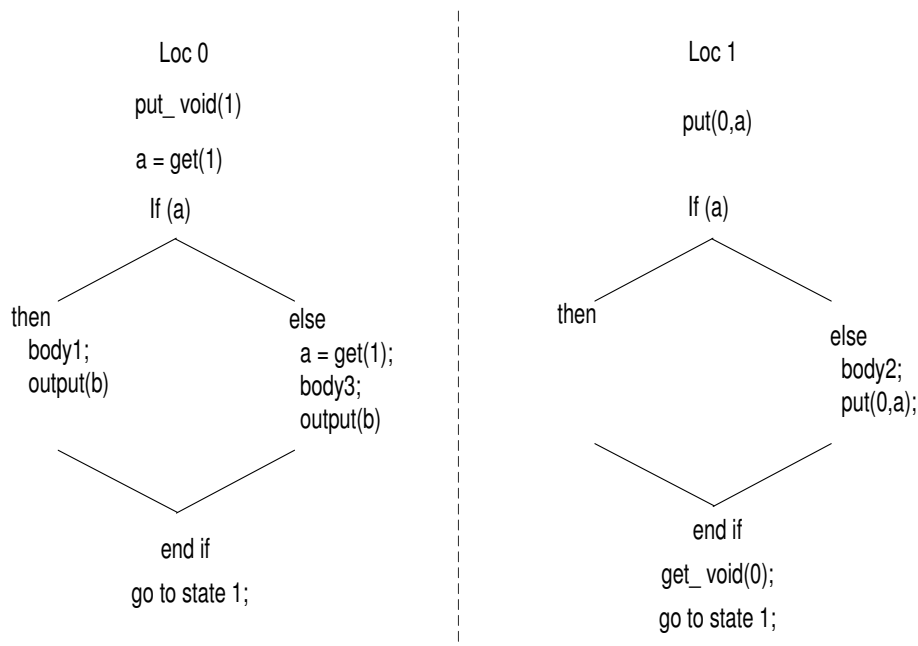 Loc 0
put_ void(1)
a = get(1)
If (a)
then
body1;
output(b)
else
a = get(1);
body3;
output(b)
end if
go to state 1;
Loc 1
put(0,a)
If (a)
then
else
body2;
put(0,a);
end if
get_ void(0);
go to state 1;